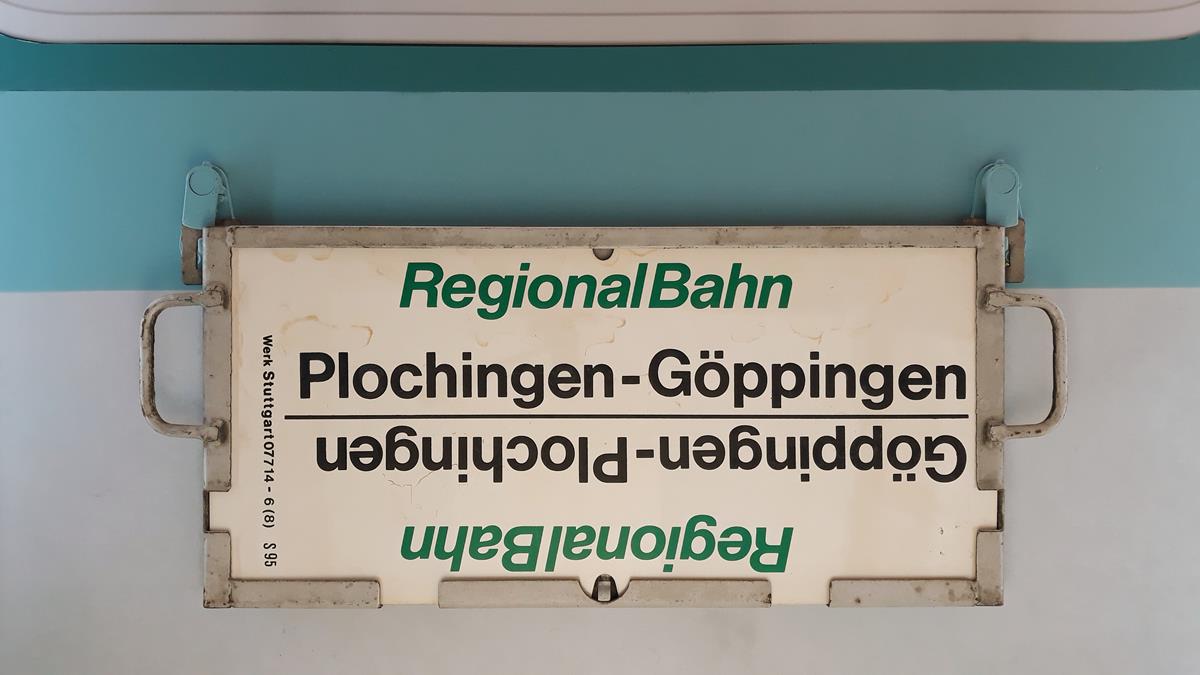 RegionalBahn
Plochingen-Göppingen
Göppingen-Plochingen
RegionalBahn
Werk Stuttgart 07714 - 6 (8) S 95